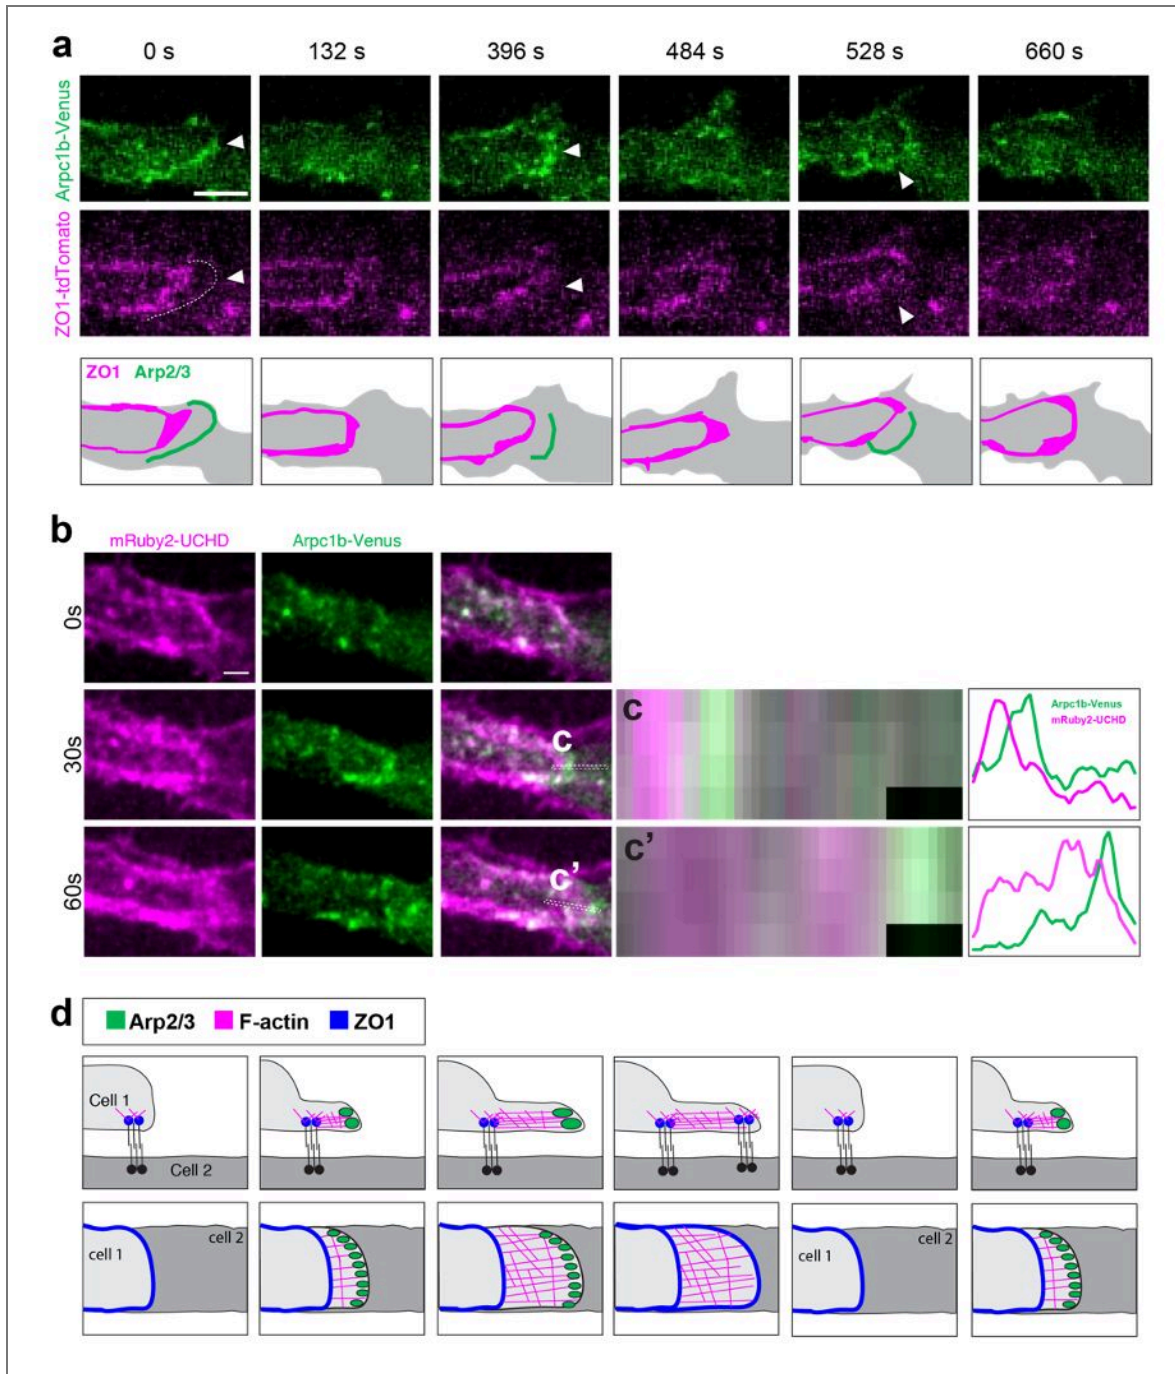 a
0 s 132 s 396 s 484 s 528 s 660 s
Arpc1b-Venus
ZO1-tdTomato
ZO1 Arp2/3
b
mRuby2-UCHD Arpc1b-Venus
0s
30s
c
c
Arpc1b-Venus
mRuby2-UCHD
60s
c'
c'
d
Arp2/3 F-actin ZO1
Cell 1
Cell 2
cell 1 cell 2 cell 1 cell 2